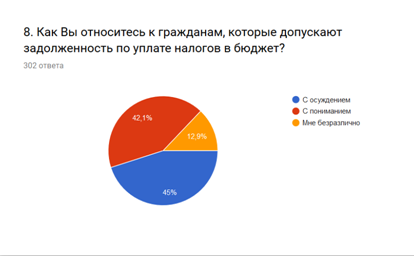 8. Как Вы относитесь к гражданам, которые допускают
задолженность по уплате налогов в бюджет?
302 ответа
С осуждением
С пониманием
Мне безразлично
42,1%
12,9%
45%